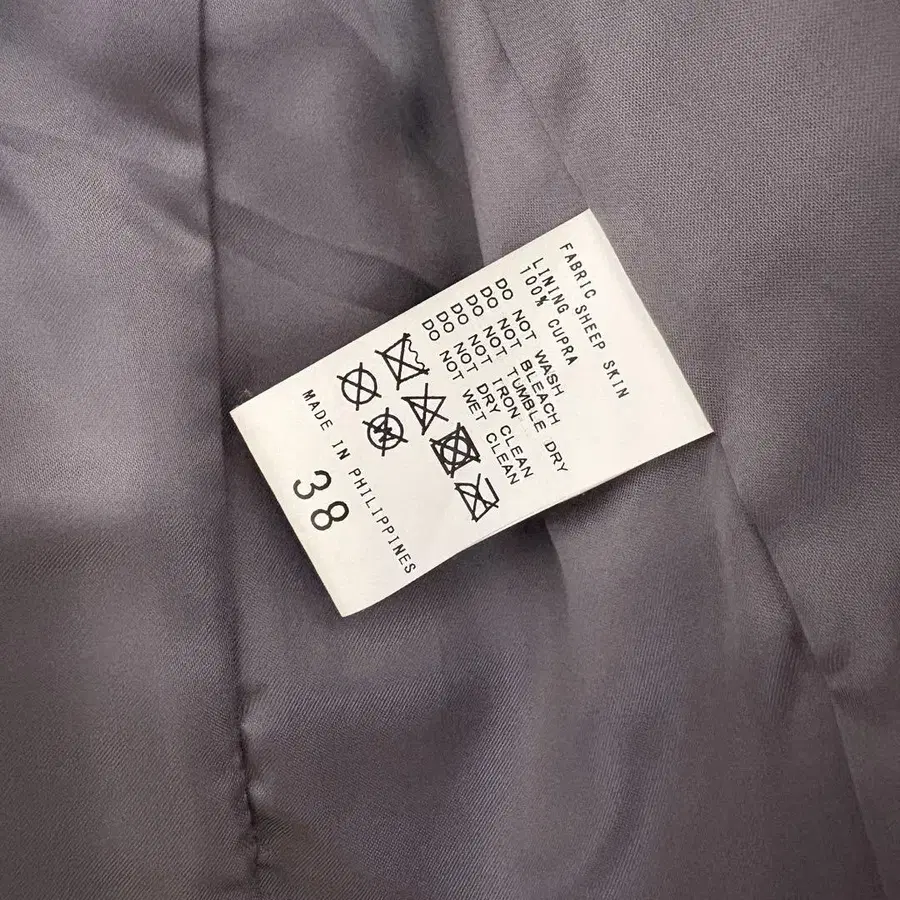 FABRIC SHEEP SKIN
LINING CUPRA
100%
DO NOT WASH
DO NOT BLEACH
DO NOT TUMBLE DRY
DO NOT IRON
DO NOT DRY CLEAN
DO NOT WET CLEAN
MADE IN PHILIPPINES
38